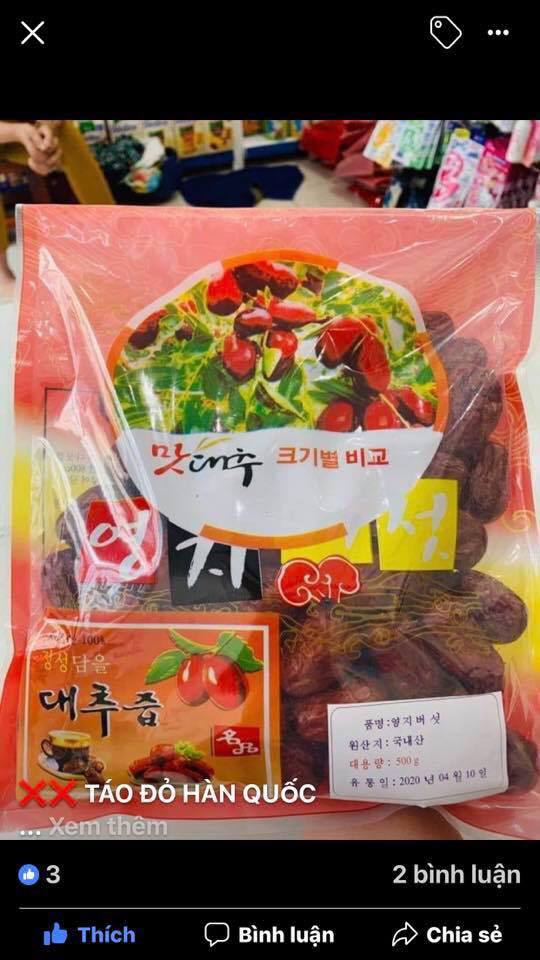 맛대추 크기별 비교
영지버섯
100%
정성담을
대추즙
名品
품명:영지버 섯
원산 지: 국내산
대용 량: 500g
유 통 일: 2020 년 04 월 10 일
❌❌ TÁO ĐỎ HÀN QUỐC
... Xem thêm
3
2 bình luận
Thích
Bình luận
Chia sẻ